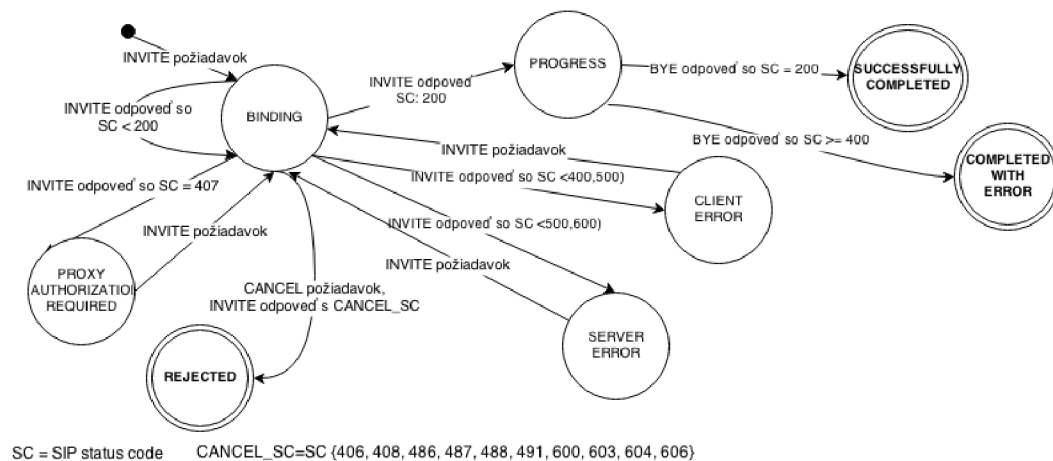 INVITE požiadavok
INVITE odpoveď so
SC < 200
BINDING
INVITE odpoveď
SC: 200
PROGRESS
BYE odpoveď so SC = 200
SUCCESSFULLY
COMPLETED
BYE odpoveď so SC >= 400
COMPLETED
WITH
ERROR
INVITE požiadavok
INVITE odpoveď so SC <400,500)
CLIENT
ERROR
INVITE odpoveď so SC = 407
INVITE požiadavok
PROXY
AUTHORIZATION
REQUIRED
INVITE odpoveď so SC <500,600)
INVITE požiadavok
SERVER
ERROR
CANCEL požiadavok,
INVITE odpoveď s CANCEL_SC
REJECTED
SC = SIP status code
CANCEL_SC=SC {406, 408, 486, 487, 488, 491, 600, 603, 604, 606}